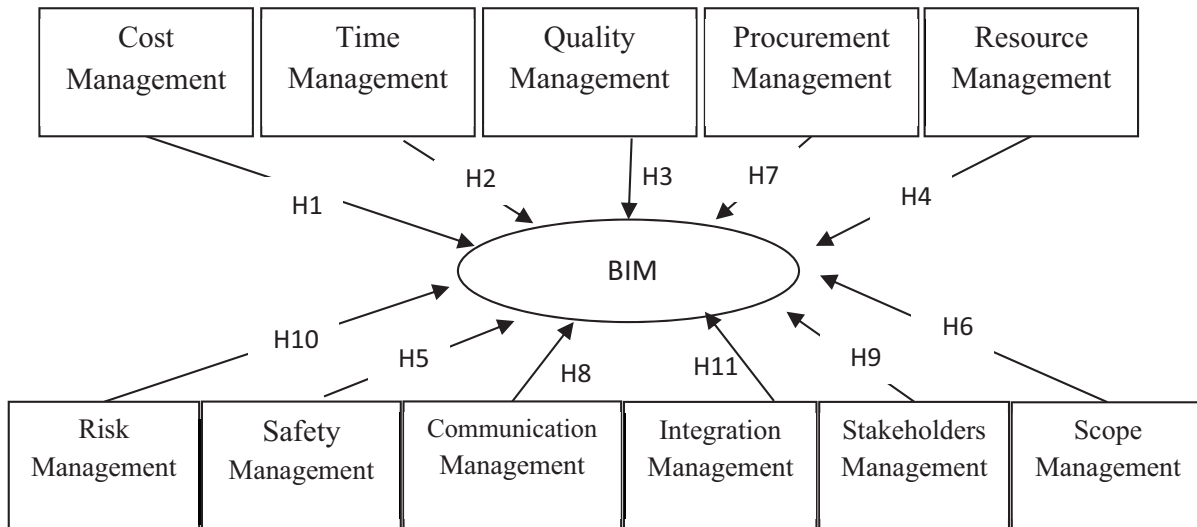 Cost
Management
Time
Management
Quality
Management
Procurement
Management
Resource
Management
H1
H2
H3
H7
H4
BIM
H10
H5
H8
H11
H9
H6
Risk
Management
Safety
Management
Communication
Management
Integration
Management
Stakeholders
Management
Scope
Management